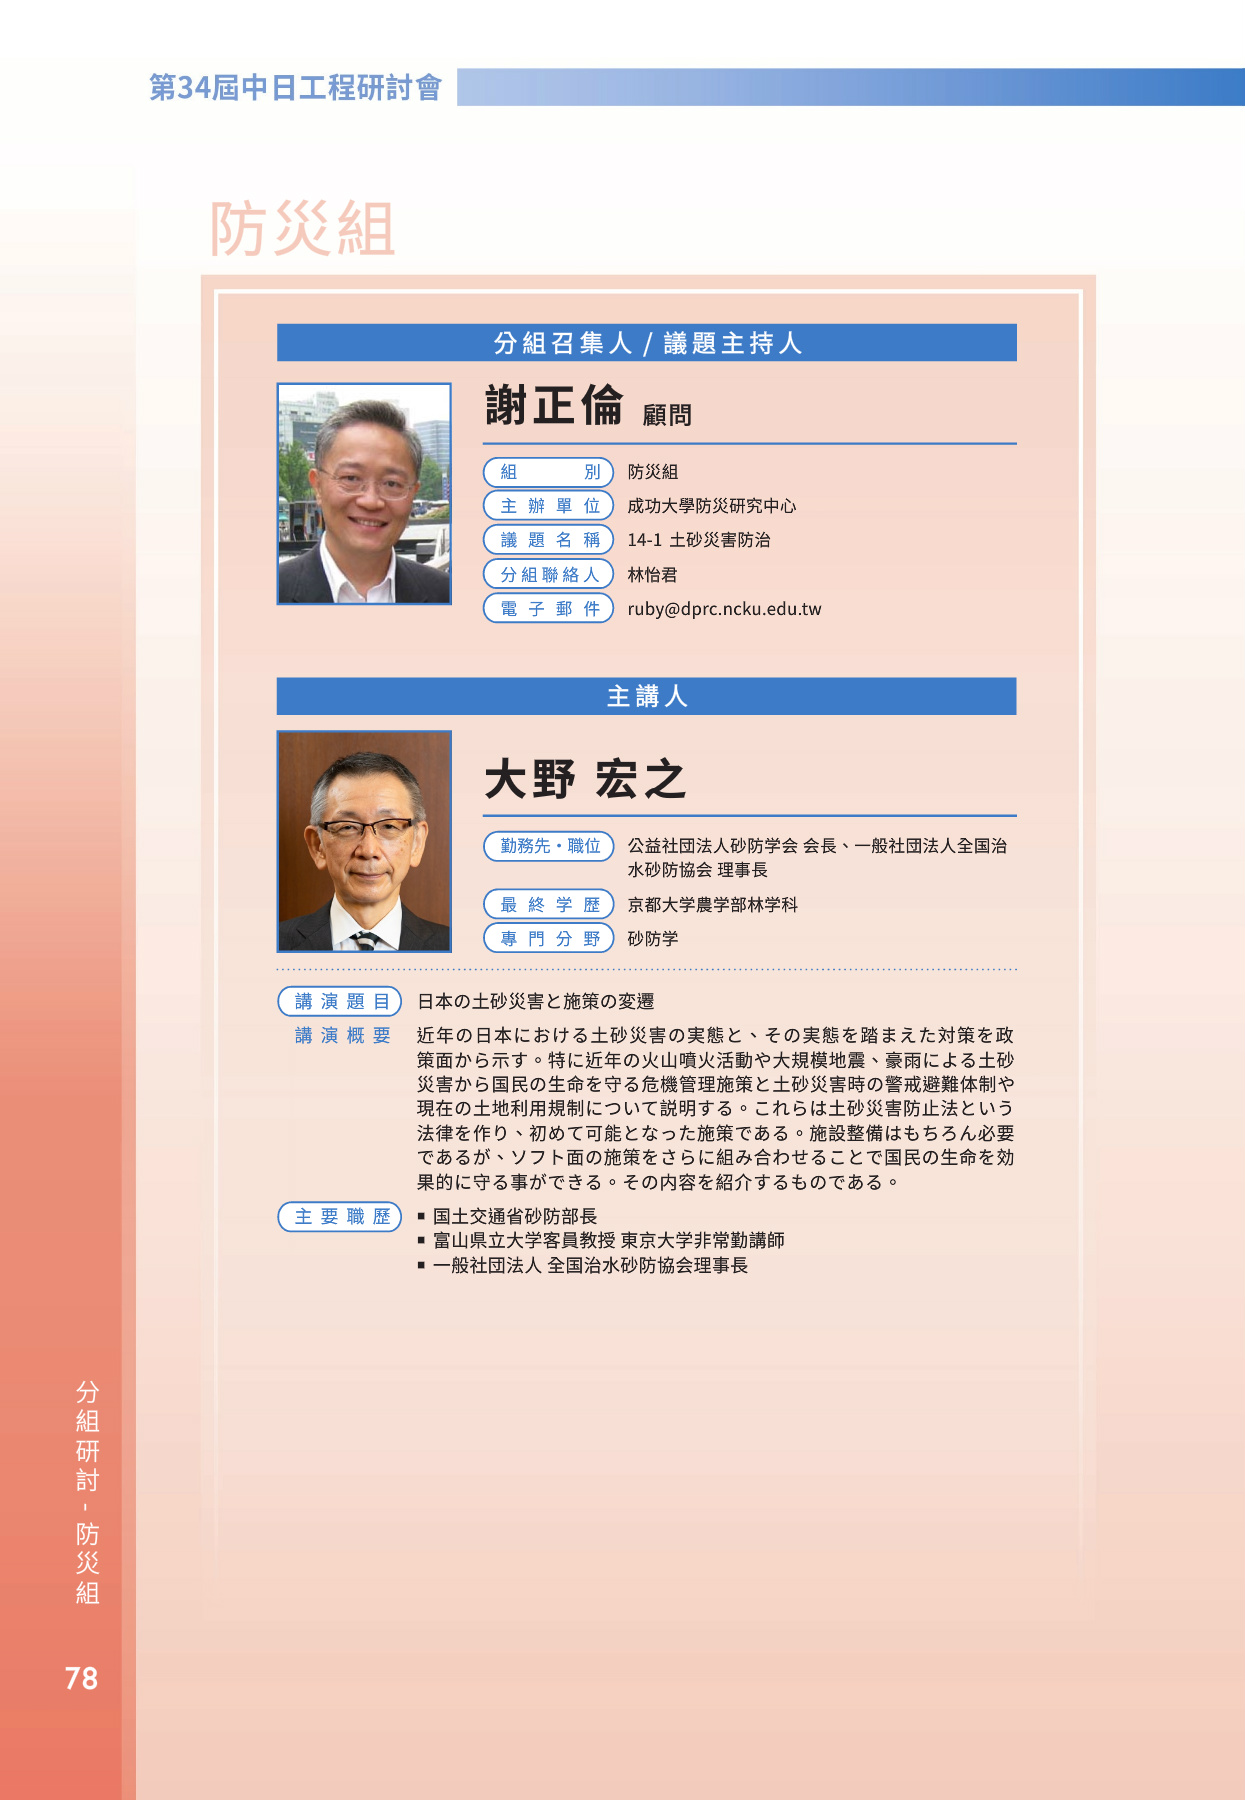 第34屆中日工程研討會
防災組
分組召集人 / 議題主持人
謝正倫 顧問
組別 防災組
主辦單位 成功大學防災研究中心
議題名稱 14-1 土砂災害防治
分組聯絡人 林怡君
電子郵件 ruby@dprc.ncku.edu.tw
主講人
大野 宏之
勤務先・職位 公益社団法人砂防学会 会長、一般社団法人全国治
水砂防協会 理事長
最終学歴 京都大学農学部林学科
專門分野 砂防学
講演題目 日本の土砂災害と施策の変遷
講演概要 近年の日本における土砂災害の実態と、その実態を踏まえた対策を政
策面から示す。特に近年の火山噴火活動や大規模地震、豪雨による土砂
災害から国民の生命を守る危機管理施策と土砂災害時の警戒避難体制や
現在の土地利用規制について説明する。これらは土砂災害防止法という
法律を作り、初めて可能となった施策である。施設整備はもちろん必要
であるが、ソフト面の施策をさらに組み合わせることで国民の生命を効
果的に守る事ができる。その内容を紹介するものである。
主要職歷 ▪ 国土交通省砂防部長
▪ 富山県立大学客員教授 東京大学非常勤講師
▪ 一般社団法人 全国治水砂防協会理事長
分組研討-防災組
78